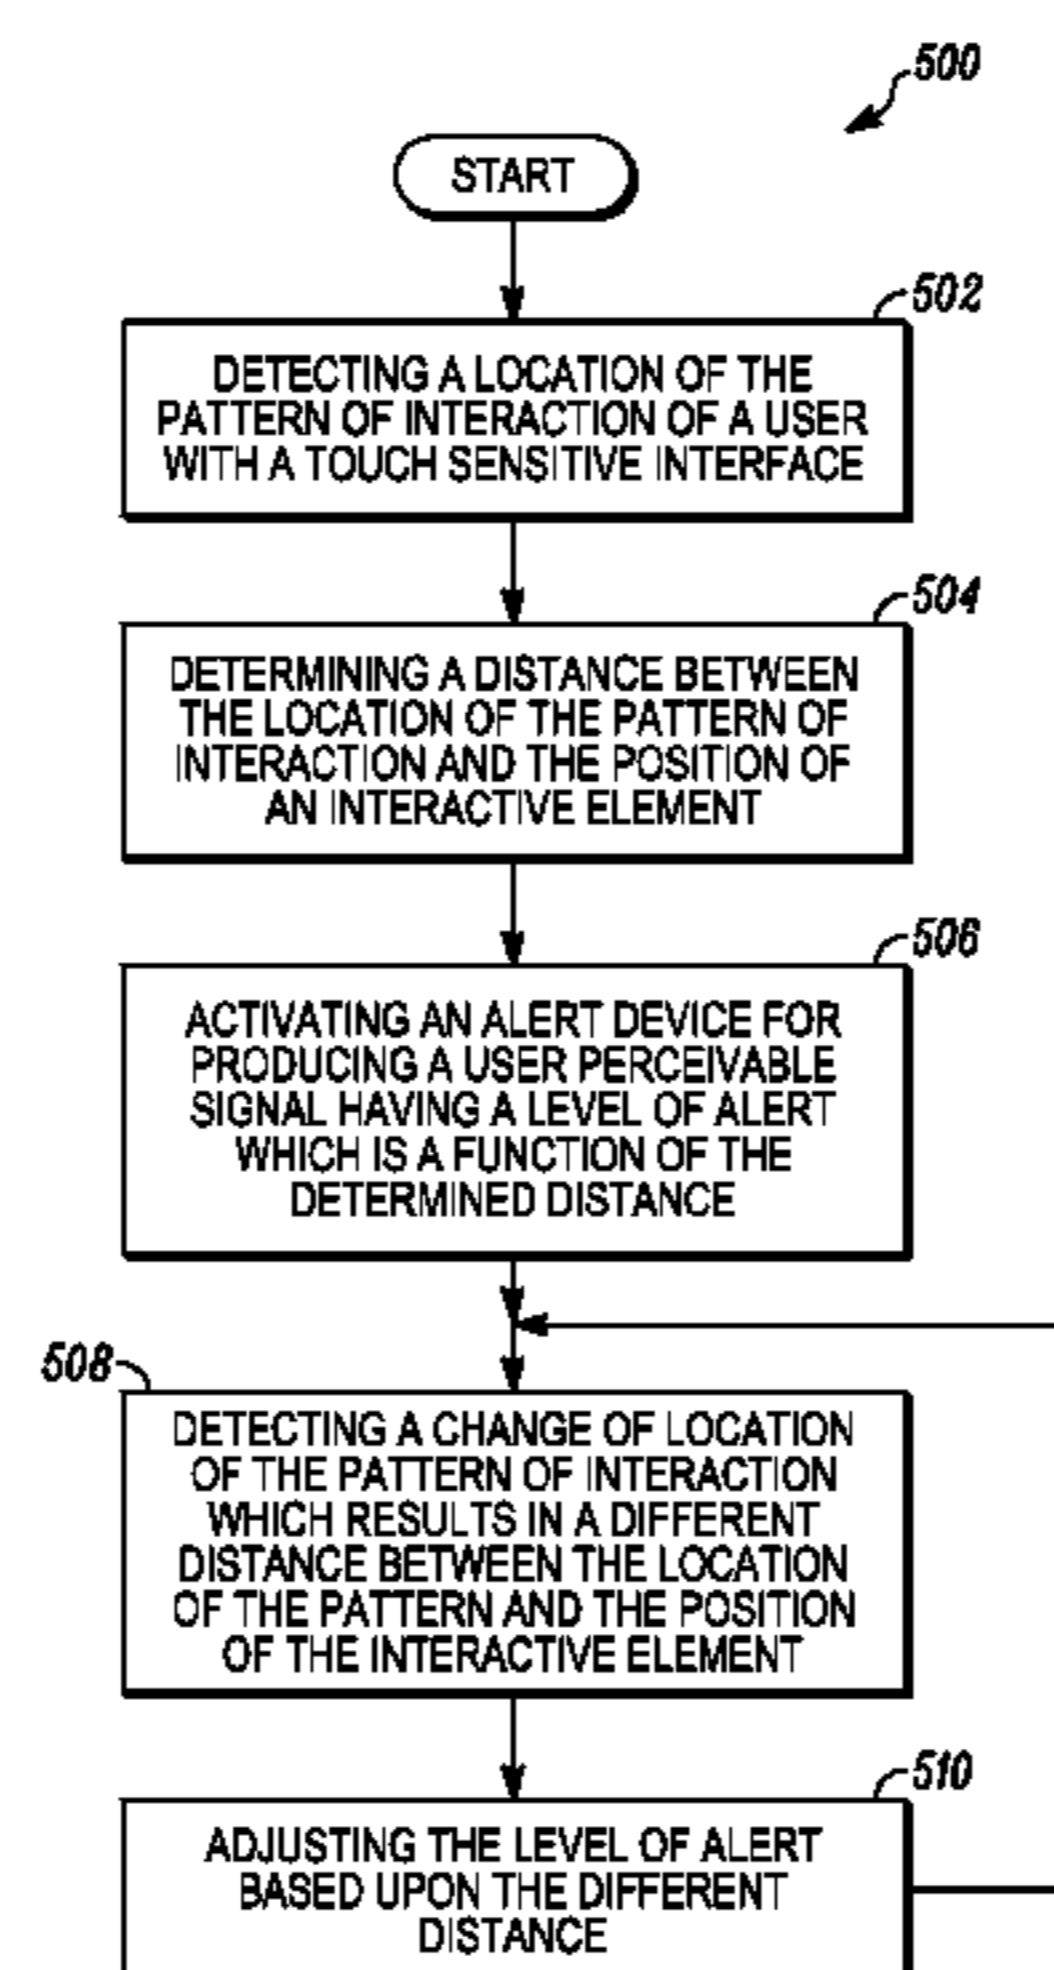 500
START
502
DETECTING A LOCATION OF THE
PATTERN OF INTERACTION OF A USER
WITH A TOUCH SENSITIVE INTERFACE
504
DETERMINING A DISTANCE BETWEEN
THE LOCATION OF THE PATTERN OF
INTERACTION AND THE POSITION OF
AN INTERACTIVE ELEMENT
506
ACTIVATING AN ALERT DEVICE FOR
PRODUCING A USER PERCEIVABLE
SIGNAL HAVING A LEVEL OF ALERT
WHICH IS A FUNCTION OF THE
DETERMINED DISTANCE
508
DETECTING A CHANGE OF LOCATION
OF THE PATTERN OF INTERACTION
WHICH RESULTS IN A DIFFERENT
DISTANCE BETWEEN THE LOCATION
OF THE PATTERN AND THE POSITION
OF THE INTERACTIVE ELEMENT
510
ADJUSTING THE LEVEL OF ALERT
BASED UPON THE DIFFERENT
DISTANCE